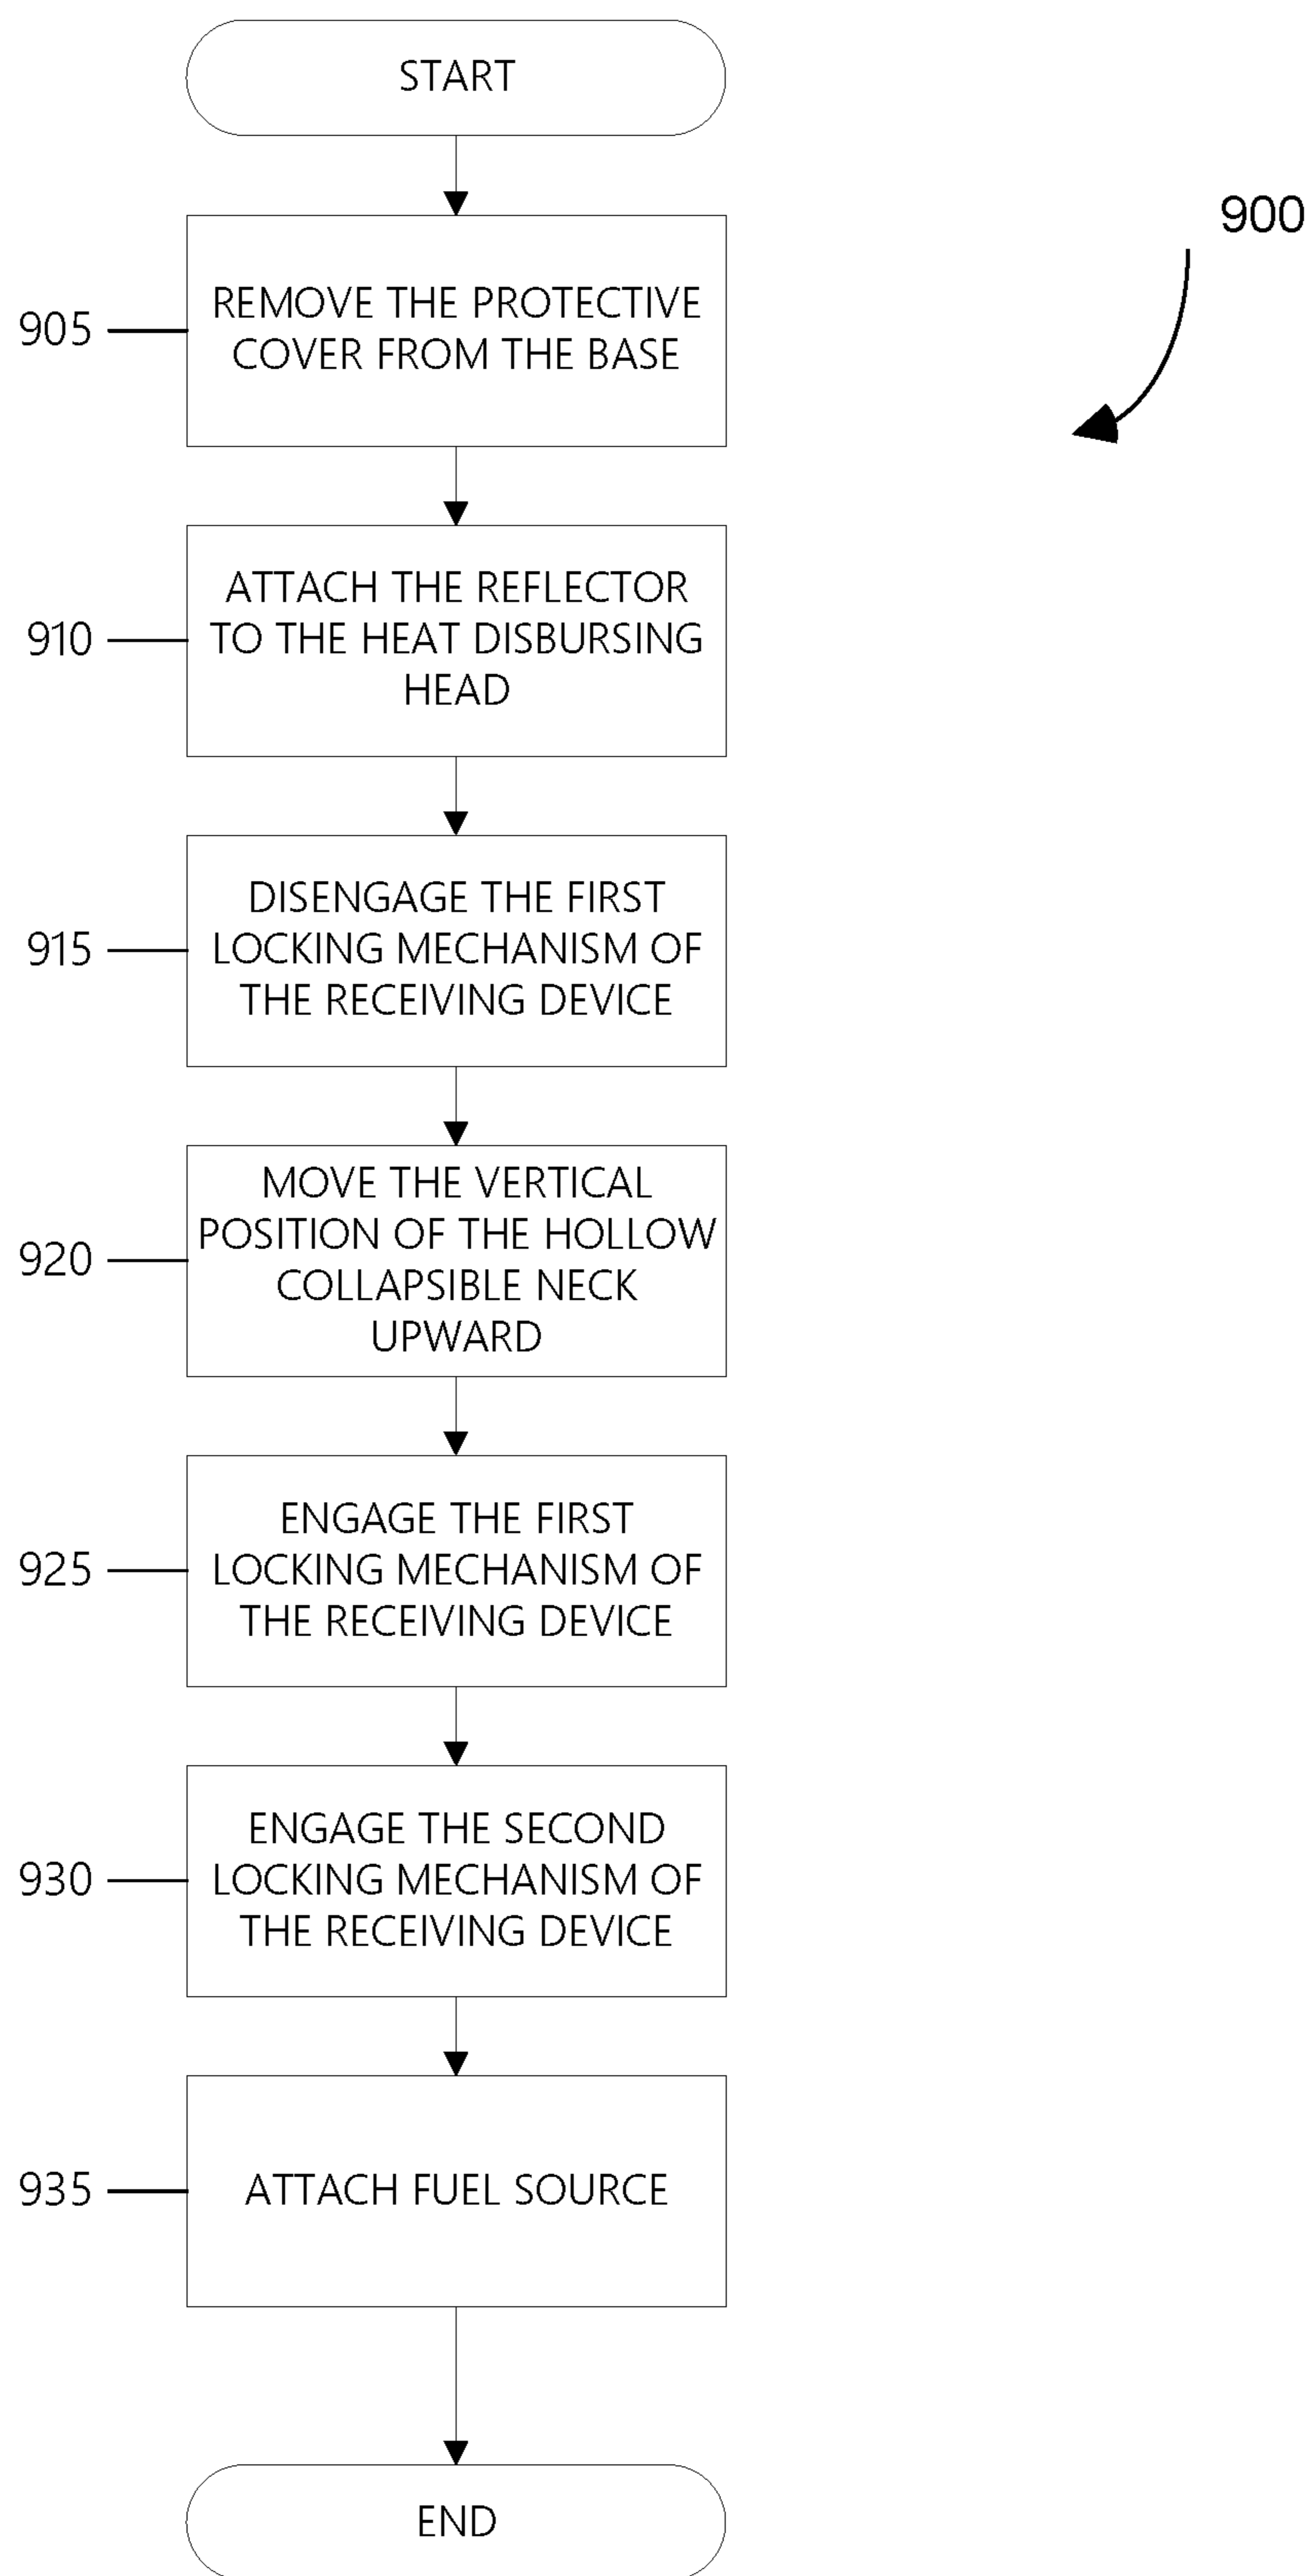 START
900
905
REMOVE THE PROTECTIVE
COVER FROM THE BASE
910
ATTACH THE REFLECTOR
TO THE HEAT DISBURSING
HEAD
915
DISENGAGE THE FIRST
LOCKING MECHANISM OF
THE RECEIVING DEVICE
920
MOVE THE VERTICAL
POSITION OF THE HOLLOW
COLLAPSIBLE NECK
UPWARD
925
ENGAGE THE FIRST
LOCKING MECHANISM OF
THE RECEIVING DEVICE
930
ENGAGE THE SECOND
LOCKING MECHANISM OF
THE RECEIVING DEVICE
935
ATTACH FUEL SOURCE
END